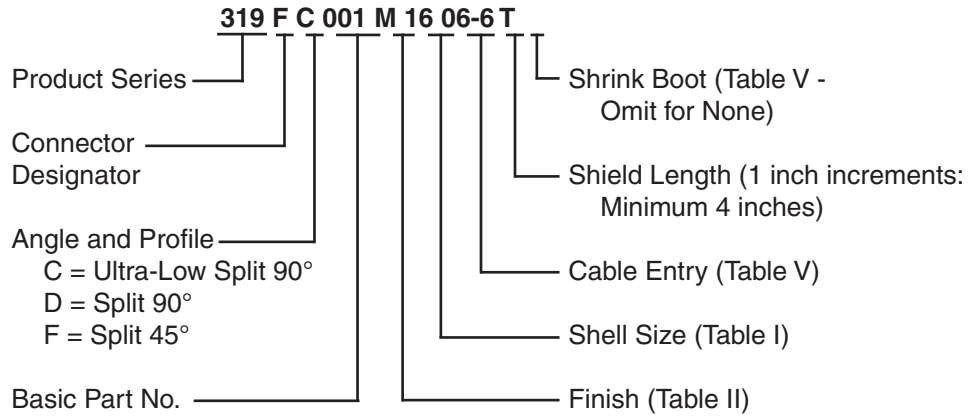 319 F C 001 M 16 06-6 T
Product Series
Connector
Designator
Angle and Profile
C = Ultra-Low Split 90°
D = Split 90°
F = Split 45°
Basic Part No.
Shrink Boot (Table V -
Omit for None)
Shield Length (1 inch increments:
Minimum 4 inches)
Cable Entry (Table V)
Shell Size (Table I)
Finish (Table II)